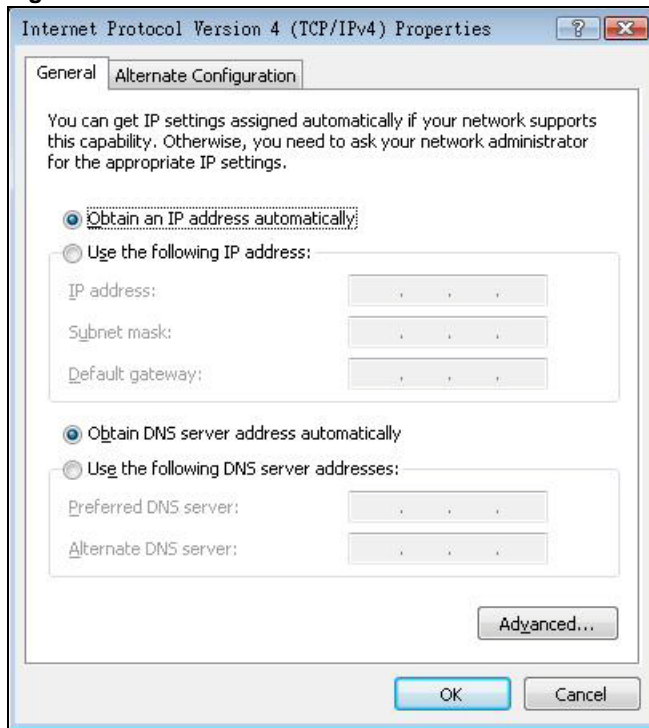 Internet Protocol Version 4 (TCP/IPv4) Properties
General
Alternate Configuration
You can get IP settings assigned automatically if your network supports
this capability. Otherwise, you need to ask your network administrator
for the appropriate IP settings.
Obtain an IP address automatically
Use the following IP address:
IP address:
Subnet mask:
Default gateway:
Obtain DNS server address automatically
Use the following DNS server addresses:
Preferred DNS server:
Alternate DNS server:
Advanced...
OK
Cancel